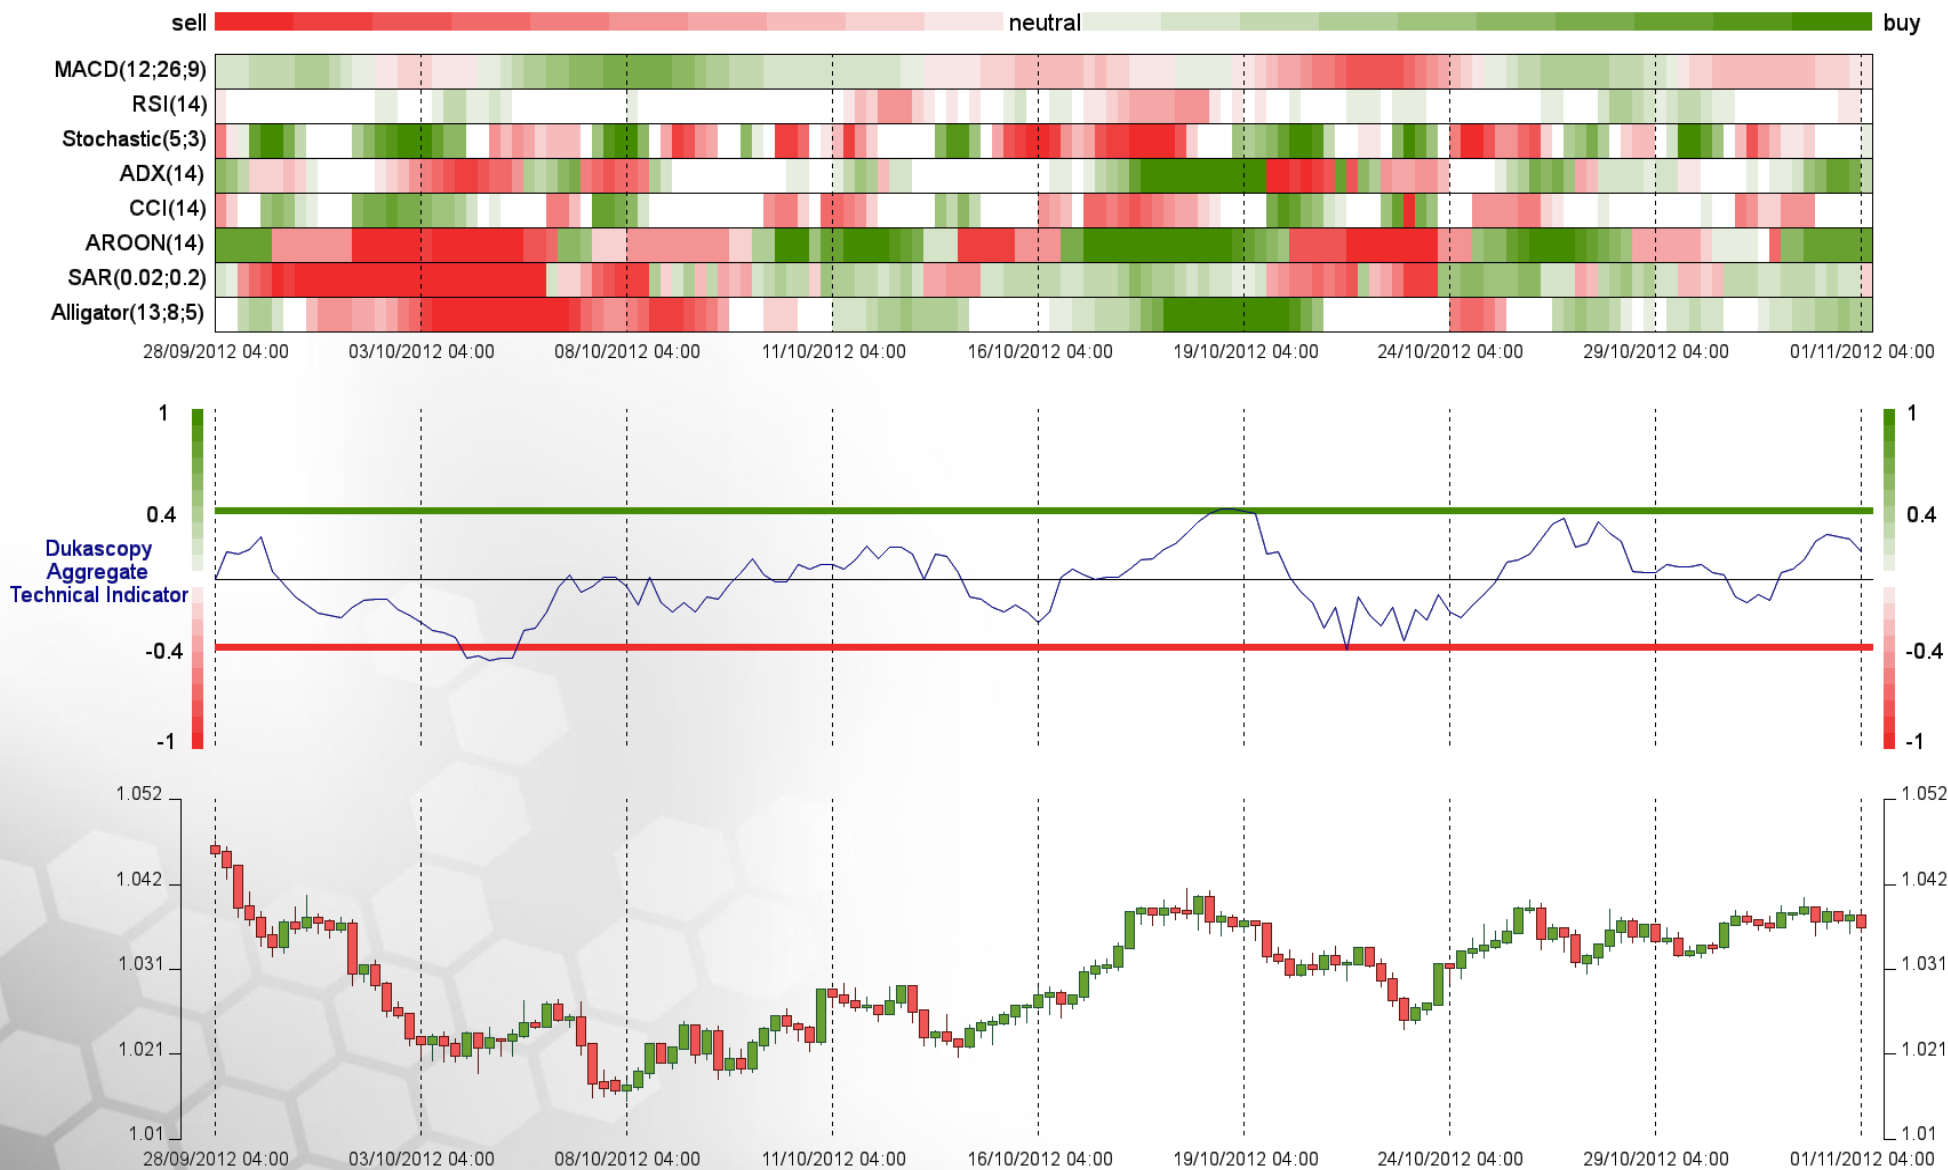 sell neutral buy
MACD(12;26;9)
RSI(14)
Stochastic(5;3)
ADX(14)
CCI(14)
AROON(14)
SAR(0.02;0.2)
Alligator(13;8;5)
28/09/2012 04:00 03/10/2012 04:00 08/10/2012 04:00 11/10/2012 04:00 16/10/2012 04:00 19/10/2012 04:00 24/10/2012 04:00 29/10/2012 04:00 01/11/2012 04:00
1 1
0.4 0.4
Dukascopy
Aggregate
Technical Indicator
-0.4 -0.4
-1 -1
1.052 1.052
1.042 1.042
1.031 1.031
1.021 1.021
1.01 1.01
28/09/2012 04:00 03/10/2012 04:00 08/10/2012 04:00 11/10/2012 04:00 16/10/2012 04:00 19/10/2012 04:00 24/10/2012 04:00 29/10/2012 04:00 01/11/2012 04:00